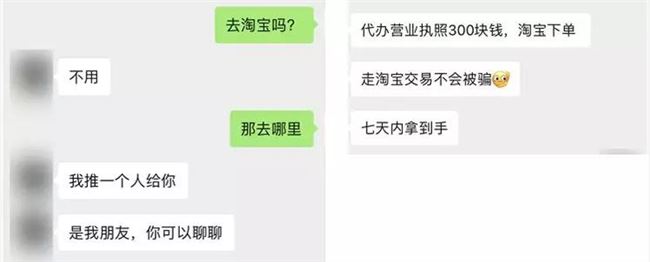 去淘宝吗?
不用
那去哪里
我推一个人给你
是我朋友，你可以聊聊
代办营业执照300块钱，淘宝下单
走淘宝交易不会被骗
七天内拿到手